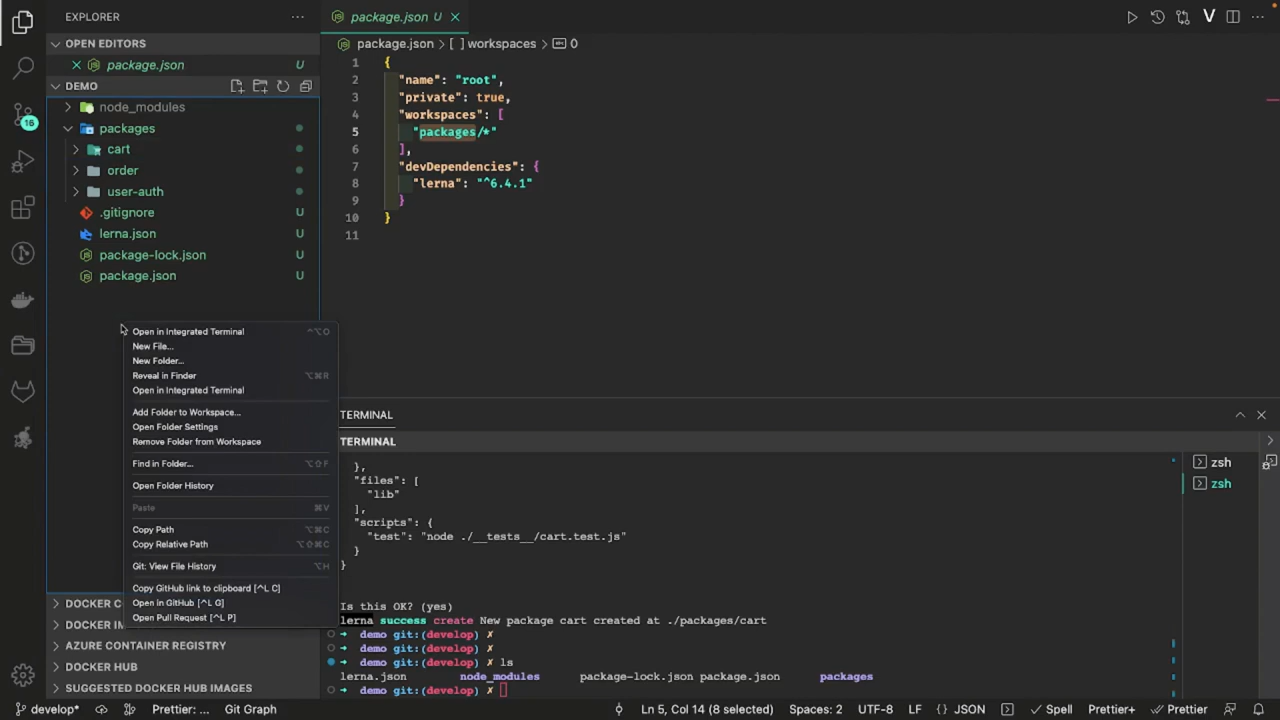 EXPLORER
OPEN EDITORS
package.json U
DEMO
node_modules
packages
cart
order
user-auth
.gitignore U
lerna.json U
package-lock.json U
package.json U
16
Open in Integrated Terminal ^⌥O
New File...
New Folder...
Reveal in Finder ⌥⌘R
Open in Integrated Terminal
Add Folder to Workspace...
Open Folder Settings
Remove Folder from Workspace
Find in Folder... ⌥⇧F
Open Folder History
Paste ⌘V
Copy Path ⌥⌘C
Copy Relative Path ⌥⇧⌘C
Git: View File History ⌥H
Copy GitHub link to clipboard [^L C]
Open in GitHub [^L G]
Open Pull Request [^L P]
DOCKER C
DOCKER IM
AZURE CONTAINER REGISTRY
DOCKER HUB
SUGGESTED DOCKER HUB IMAGES
package.json U
package.json > [ ] workspaces > 0
1 {
2 "name": "root",
3 "private": true,
4 "workspaces": [
5 "packages/*"
6 ],
7 "devDependencies": {
8 "lerna": "^6.4.1"
9 }
10 }
11
TERMINAL
TERMINAL
},
"files": [
"lib"
],
"scripts": {
"test": "node ./__tests__/cart.test.js"
}
}
Is this OK? (yes)
lerna success create New package cart created at ./packages/cart
➜ demo git:(develop) ✗
➜ demo git:(develop) ✗
➜ demo git:(develop) ✗ ls
lerna.json node_modules package-lock.json package.json packages
➜ demo git:(develop) ✗
zsh
zsh
develop* Prettier: ... Git Graph Ln 5, Col 14 (8 selected) Spaces: 2 UTF-8 LF {} JSON Spell Prettier+ Prettier